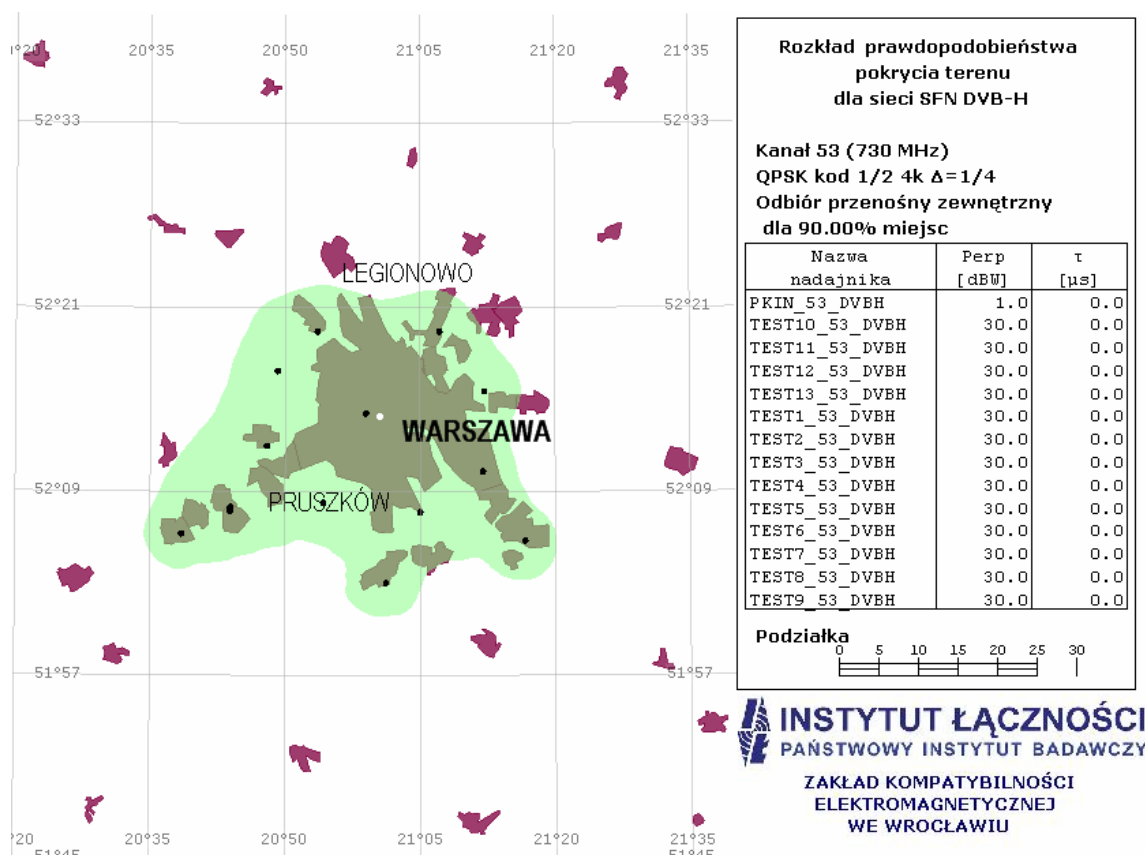 1°20 20°35 20°50 21°05 21°20 21°35
52°33 52°33
LEGIONOWO
52°21 52°21
WARSZAWA
52°09 52°09
PRUSZKÓW
51°57 51°57
20 20°35 20°50 21°05 21°20 21°35
51°45 51°45
Rozkład prawdopodobieństwa
pokrycia terenu
dla sieci SFN DVB-H
Kanał 53 (730 MHz)
QPSK kod 1/2 4k Δ=1/4
Odbiór przenośny zewnętrzny
dla 90.00% miejsc
Nazwa Perp τ
nadajnika [dBW] [µs]
PKIN_53_DVBH 1.0 0.0
TEST10_53_DVBH 30.0 0.0
TEST11_53_DVBH 30.0 0.0
TEST12_53_DVBH 30.0 0.0
TEST13_53_DVBH 30.0 0.0
TEST1_53_DVBH 30.0 0.0
TEST2_53_DVBH 30.0 0.0
TEST3_53_DVBH 30.0 0.0
TEST4_53_DVBH 30.0 0.0
TEST5_53_DVBH 30.0 0.0
TEST6_53_DVBH 30.0 0.0
TEST7_53_DVBH 30.0 0.0
TEST8_53_DVBH 30.0 0.0
TEST9_53_DVBH 30.0 0.0
Podziałka
0 5 10 15 20 25 30
INSTYTUT ŁĄCZNOŚCI
PAŃSTWOWY INSTYTUT BADAWCZY
ZAKŁAD KOMPATYBILNOŚCI
ELEKTROMAGNETYCZNEJ
WE WROCŁAWIU